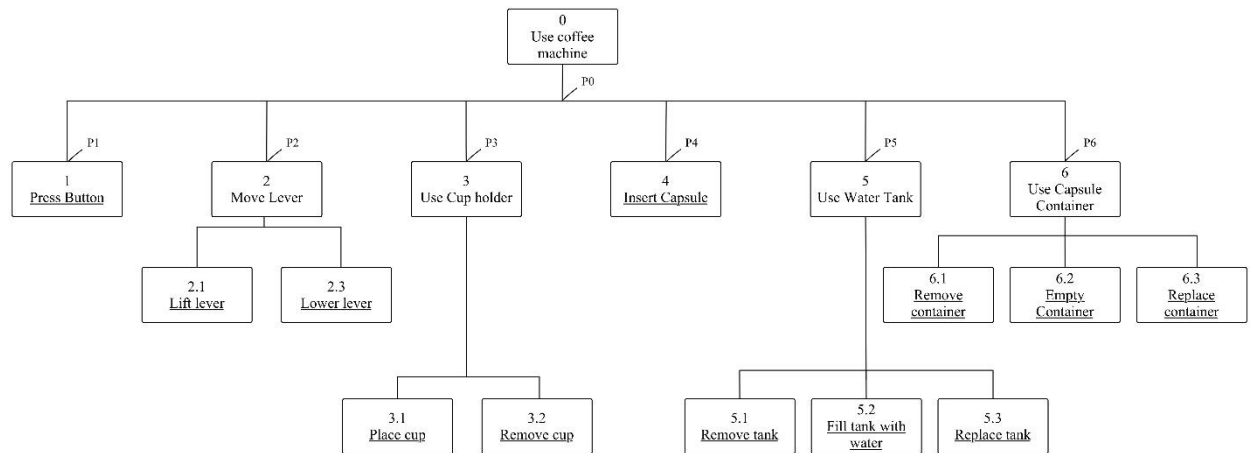 0
Use coffee
machine
P0
P1
P2
P3
P4
P5
P6
1
Press Button
2
Move Lever
3
Use Cup holder
4
Insert Capsule
5
Use Water Tank
6
Use Capsule
Container
2.1
Lift lever
2.3
Lower lever
6.1
Remove
container
6.2
Empty
Container
6.3
Replace
container
3.1
Place cup
3.2
Remove cup
5.1
Remove tank
5.2
Fill tank with
water
5.3
Replace tank